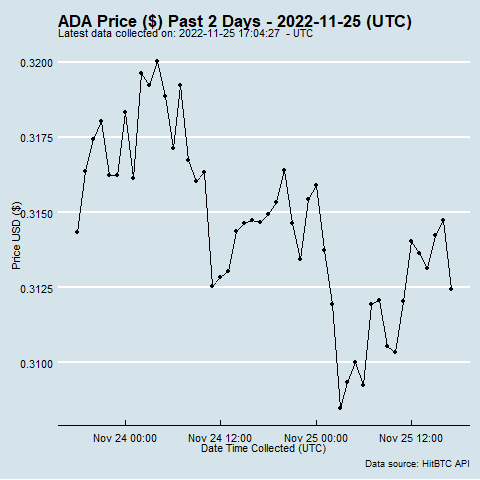 ADA Price ($) Past 2 Days - 2022-11-25 (UTC)
Latest data collected on: 2022-11-25 17:04:27 - UTC
0.3200
0.3175
0.3150
0.3125
0.3100
Price USD ($)
Nov 24 00:00 Nov 24 12:00 Nov 25 00:00 Nov 25 12:00
Date Time Collected (UTC)
Data source: HitBTC API